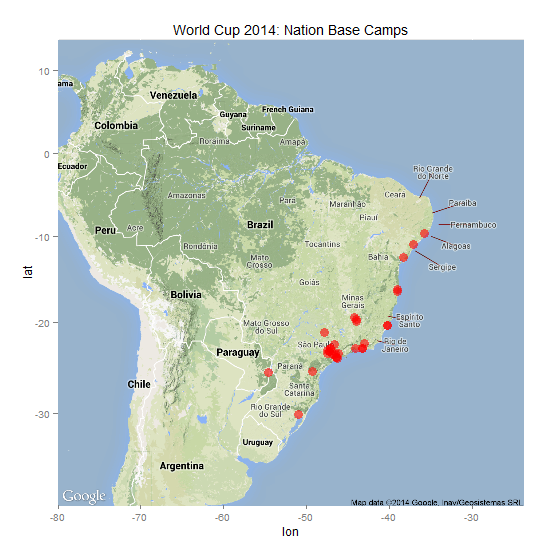 World Cup 2014: Nation Base Camps
10
0
-10
-20
-30
lat
ama
Venezuela
Colombia
Guyana
French Guiana
Suriname
Roraima
Amapá
Ecuador
Rio Grande
do Norte
Amazonas
Pará
Maranhão
Ceará
Paraíba
Piauí
Peru
Acre
Brazil
Pernambuco
Rondônia
Tocantins
Alagoas
Mato
Grosso
Bahia
Sergipe
Goiás
Bolivia
Minas
Gerais
Espírito
Santo
Mato Grosso
do Sul
São Paul
Rio de
Janeiro
Paraguay
Paraná
Chile
Santa
Catarina
Rio Grande
do Sul
Uruguay
Argentina
Google
Map data ©2014 Google, Inav/Geosistemas SRL
-80
-70
-60
-50
-40
-30
lon